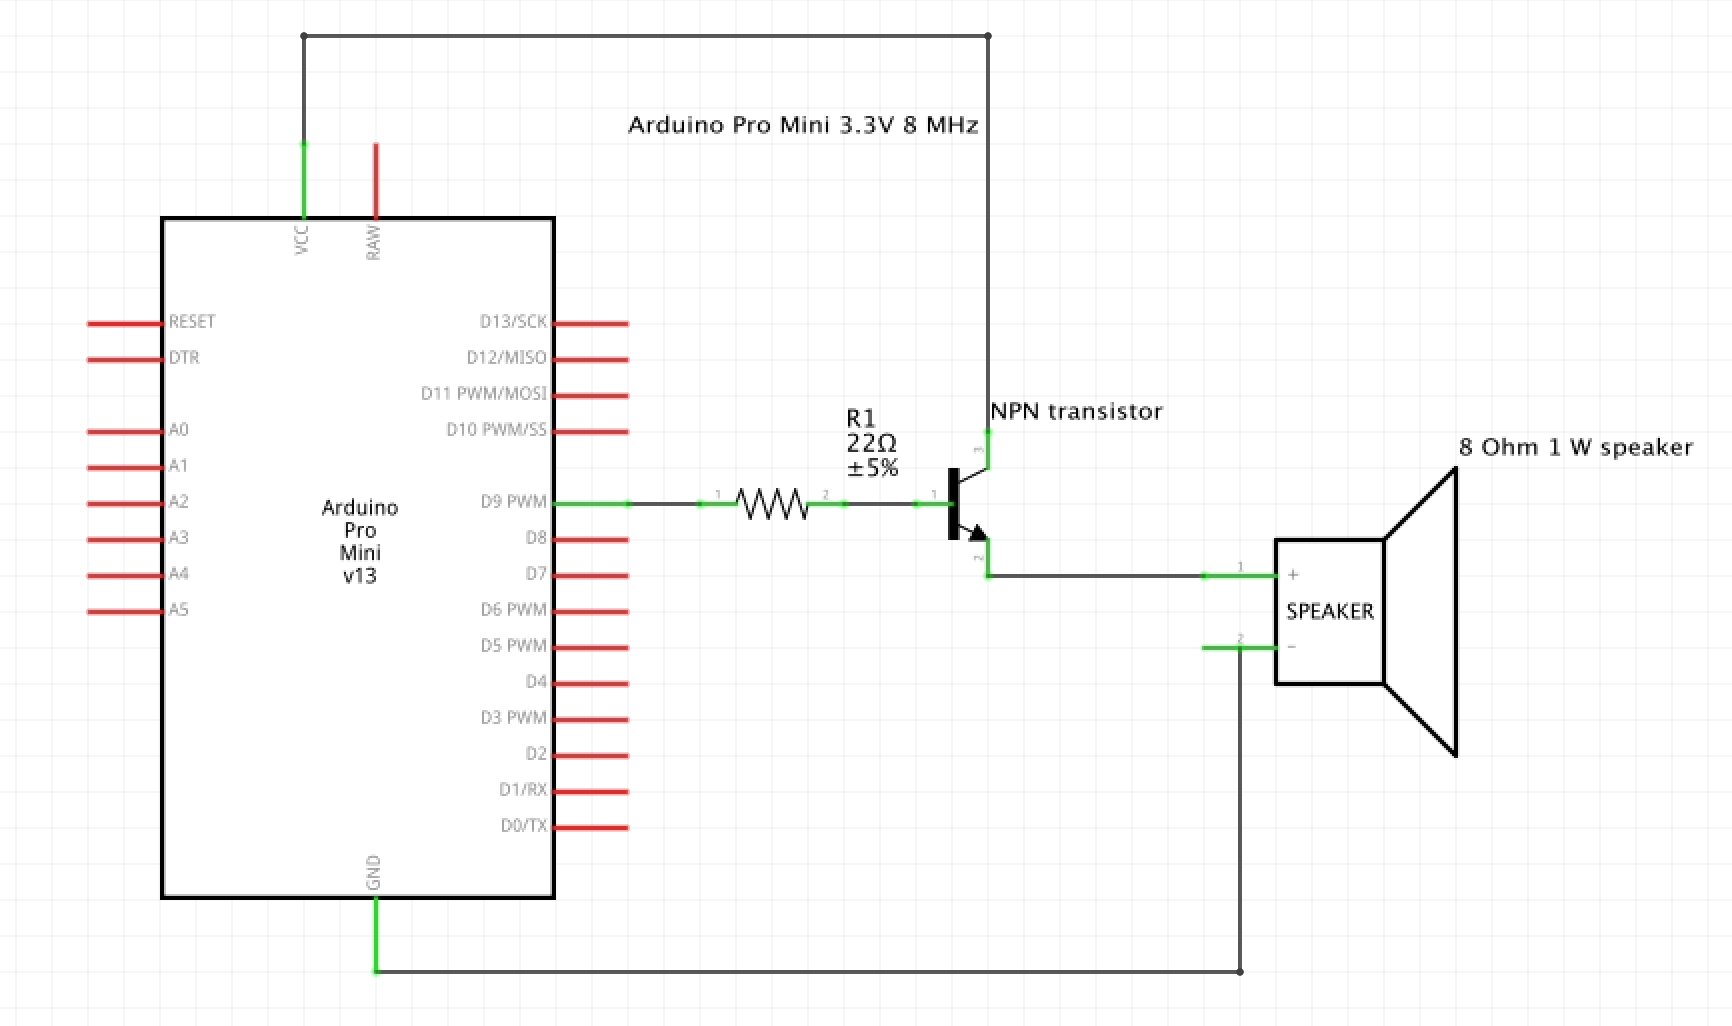 Arduino Pro Mini 3.3V 8 MHz
VCC
RAW
RESET
DTR
A0
A1
A2
A3
A4
A5
D13/SCK
D12/MISO
D11 PWM/MOSI
D10 PWM/SS
D9 PWM
D8
D7
D6 PWM
D5 PWM
D4
D3 PWM
D2
D1/RX
D0/TX
GND
Arduino
Pro
Mini
v13
R1
22Ω
±5%
1
2
NPN transistor
3
1
2
8 Ohm 1 W speaker
1
+
SPEAKER
2
−